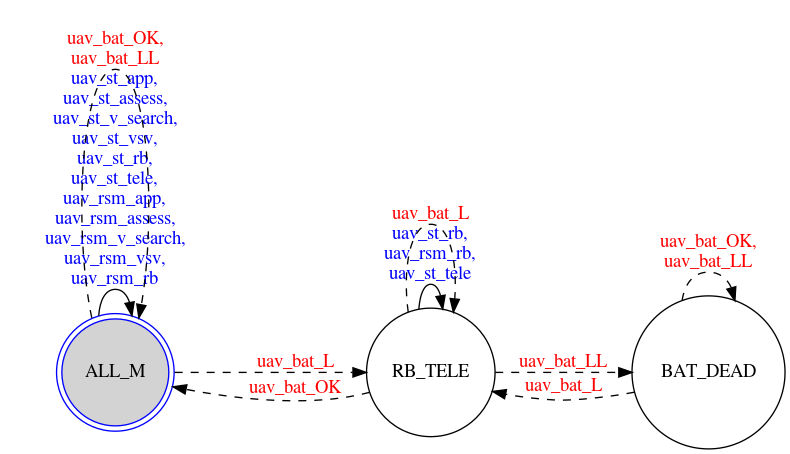 uav_bat_OK,
uav_bat_LL
uav_st_app,
uav_st_assess,
uav_st_v_search,
uav_st_vsv,
uav_st_rb,
uav_st_tele,
uav_rsm_app,
uav_rsm_assess,
uav_rsm_v_search,
uav_rsm_vsv,
uav_rsm_rb
ALL_M
uav_bat_L
uav_bat_OK
uav_bat_L
uav_st_rb,
uav_rsm_rb,
uav_st_tele
RB_TELE
uav_bat_LL
uav_bat_L
uav_bat_OK,
uav_bat_LL
BAT_DEAD